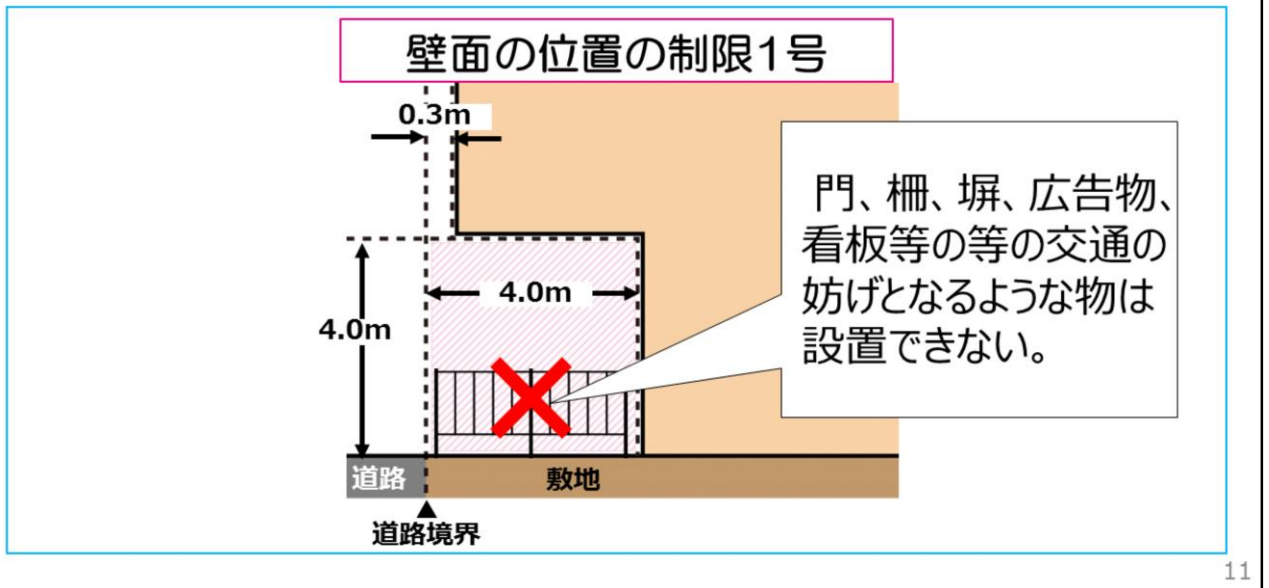 壁面の位置の制限1号
0.3m
門、柵、塀、広告物、
看板等の等の交通の
妨げとなるような物は
設置できない。
4.0m
4.0m
道路
敷地
道路境界
11